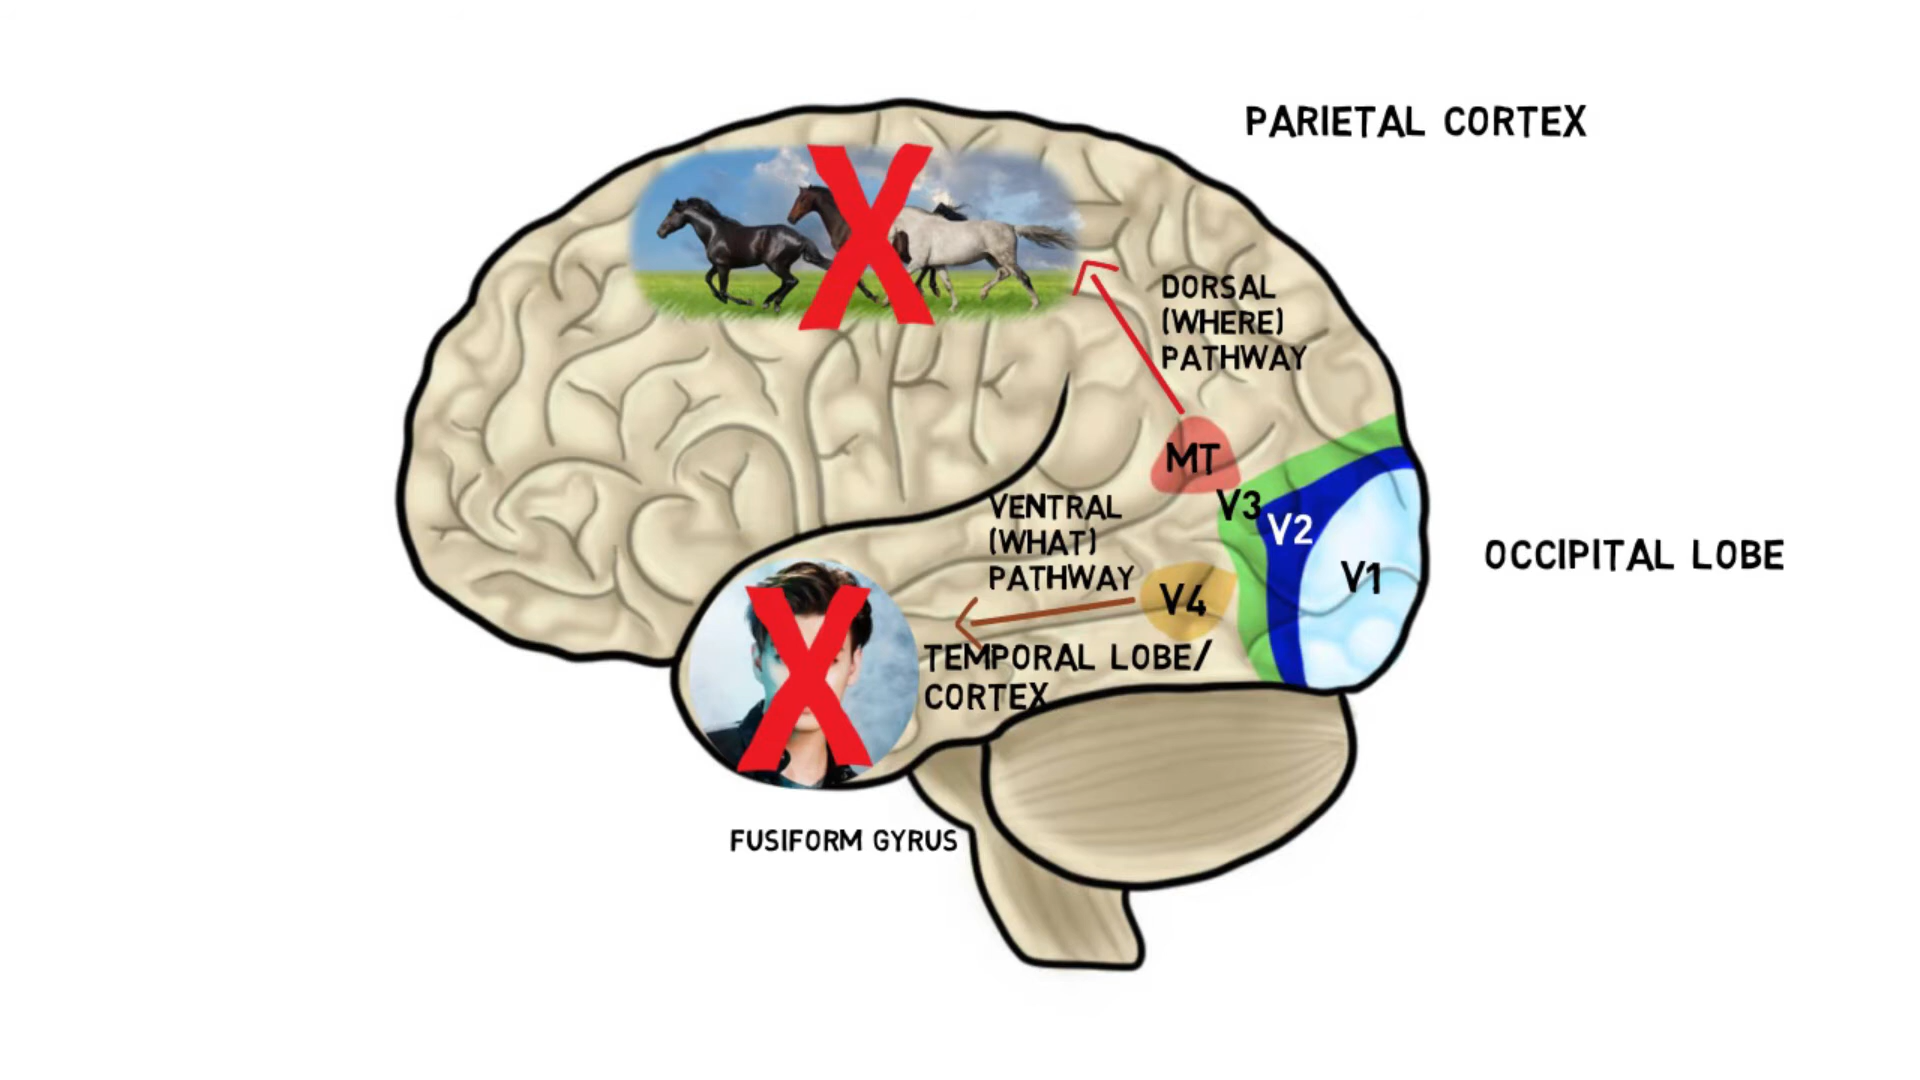 PARIETAL CORTEX
DORSAL
(WHERE)
PATHWAY
MT
V3
V2
V1
VENTRAL
(WHAT)
PATHWAY
V4
OCCIPITAL LOBE
TEMPORAL LOBE/
CORTEX
FUSIFORM GYRUS